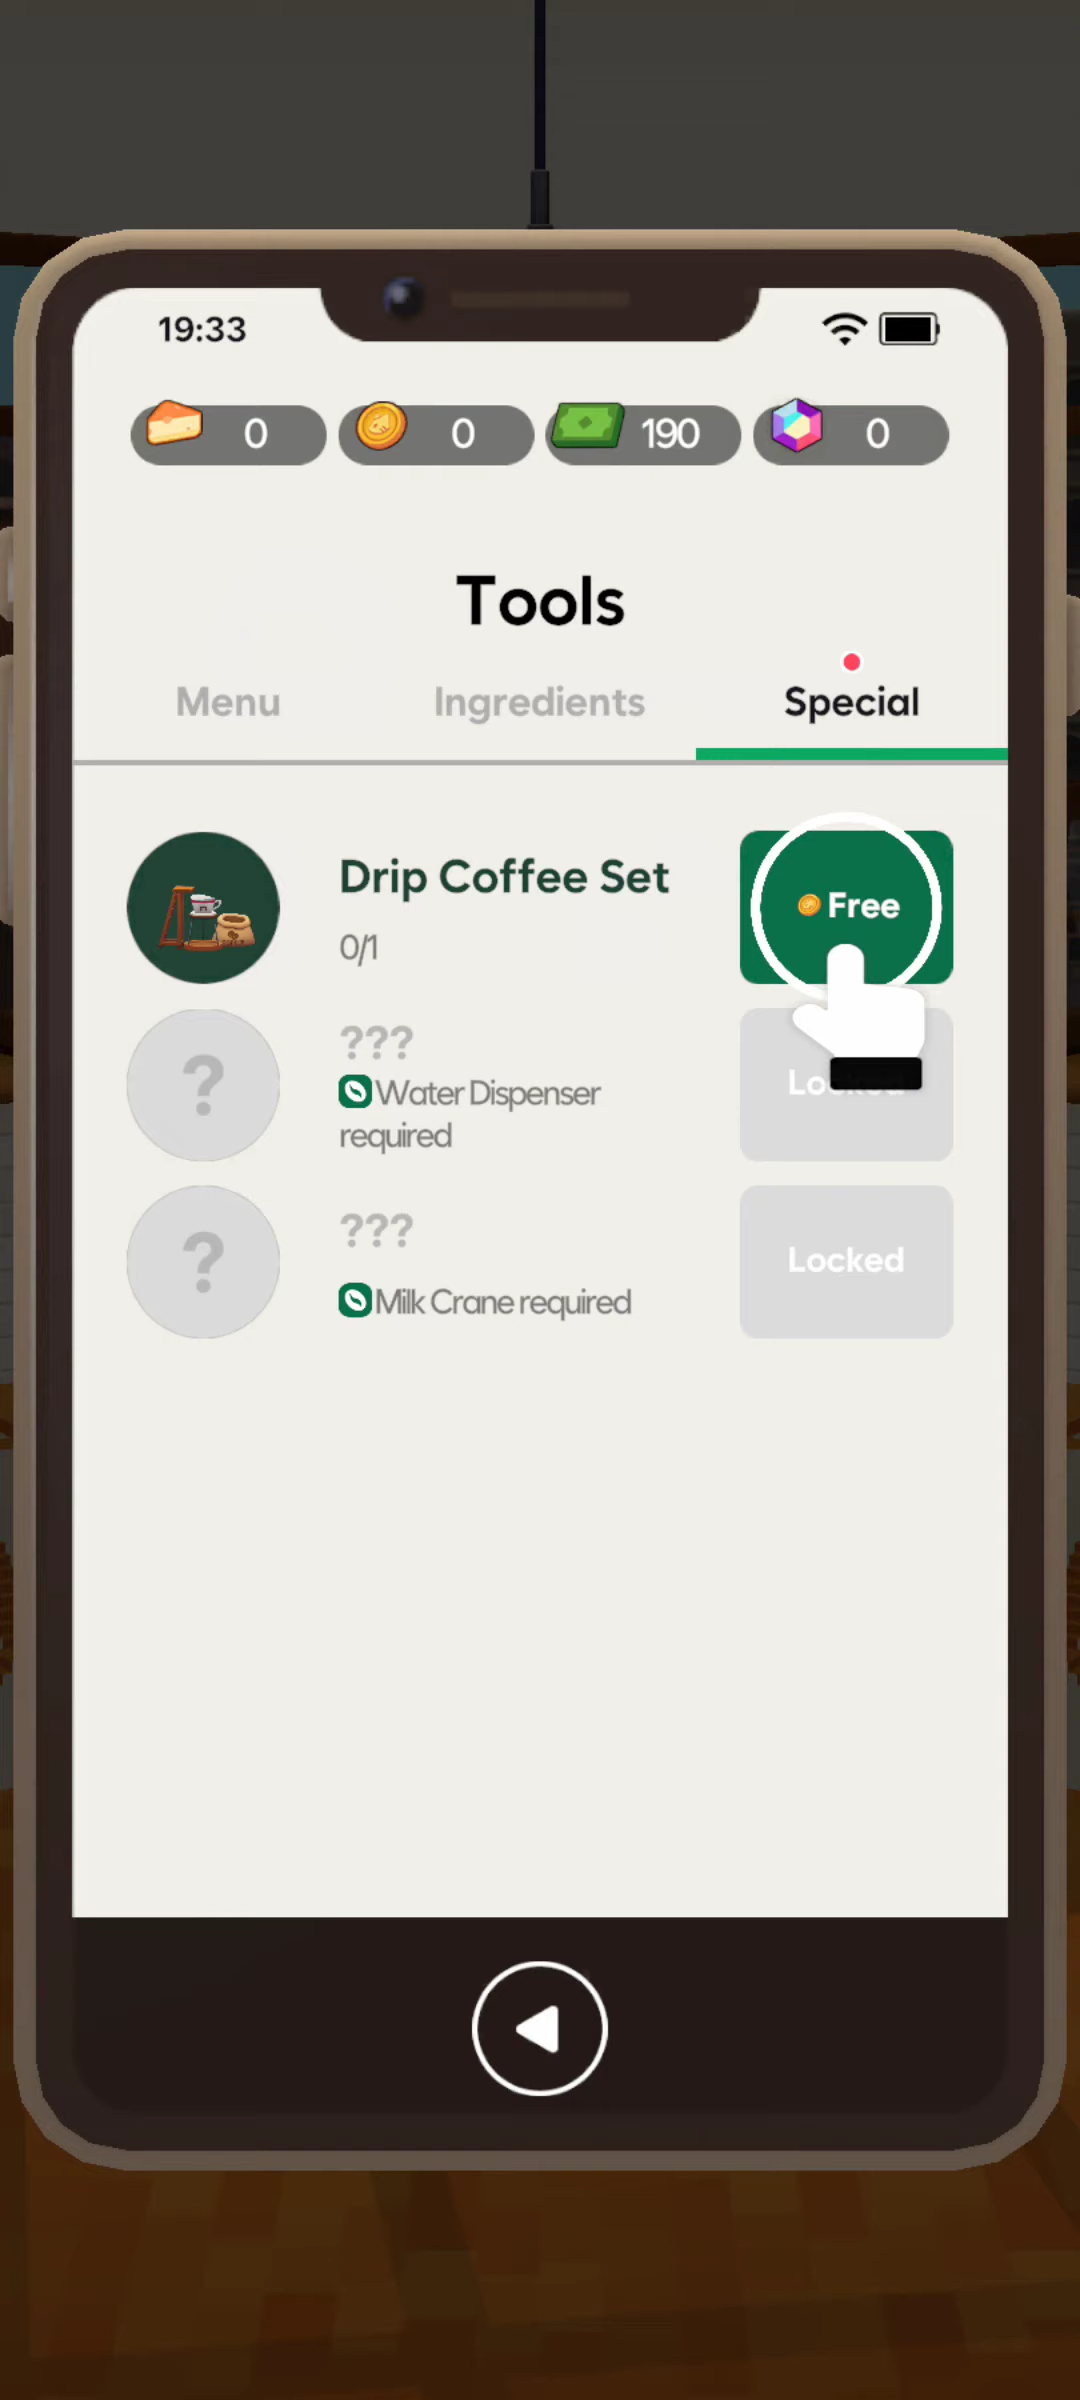 19:33
0 0 190 0
Tools
Menu Ingredients Special
Drip Coffee Set
0/1
Free
???
Water Dispenser
required
?
???
Milk Crane required
?
Locked